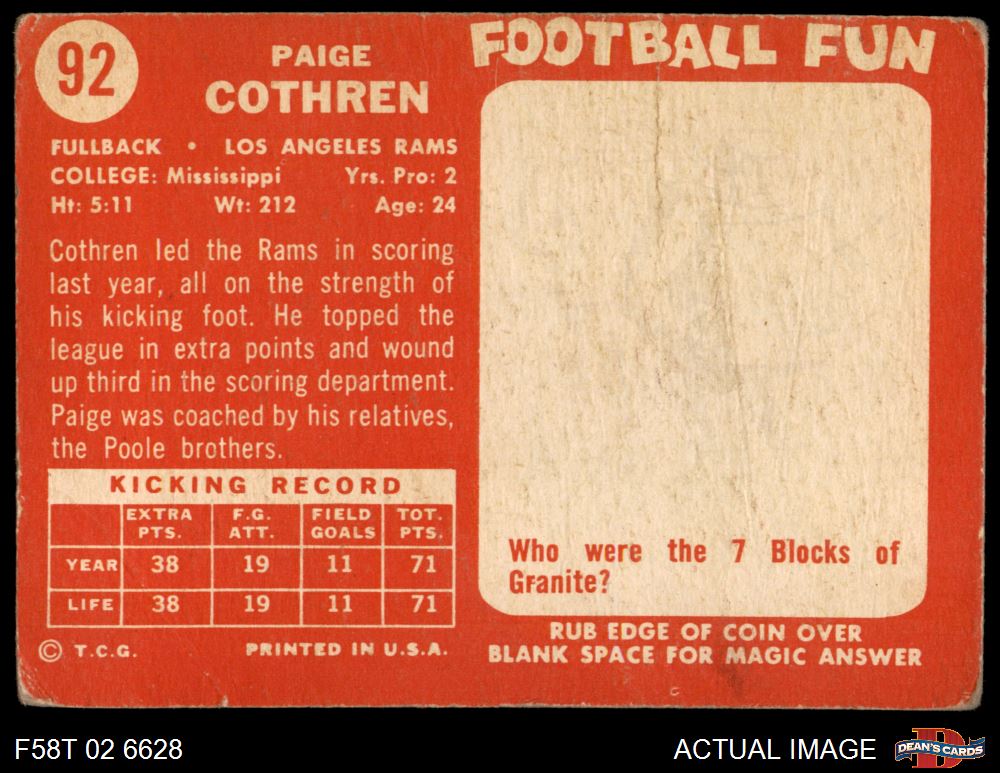 92
PAIGE
COTHREN
FULLBACK • LOS ANGELES RAMS
COLLEGE: Mississippi Yrs. Pro: 2
Ht: 5:11 Wt: 212 Age: 24
Cothren led the Rams in scoring
last year, all on the strength of
his kicking foot. He topped the
league in extra points and wound
up third in the scoring department.
Paige was coached by his relatives,
the Poole brothers.
KICKING RECORD
EXTRA PTS. F.G. ATT. FIELD GOALS TOT. PTS.
YEAR 38 19 11 71
LIFE 38 19 11 71
© T.C.G. PRINTED IN U.S.A.
FOOTBALL FUN
Who were the 7 Blocks of
Granite?
RUB EDGE OF COIN OVER
BLANK SPACE FOR MAGIC ANSWER
F58T 02 6628
ACTUAL IMAGE
D
DEAN'S CARDS